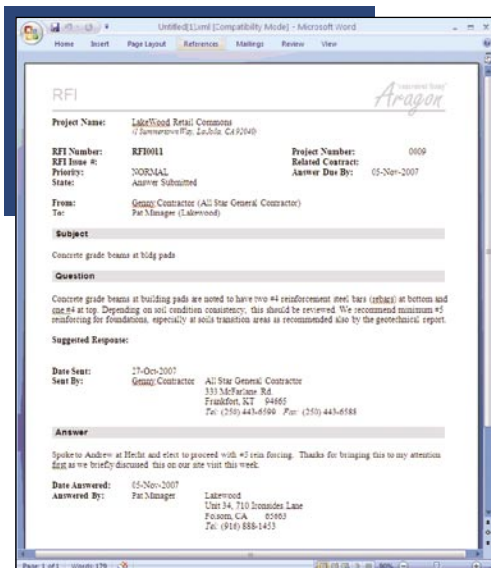 Untitled[1].xml [Compatibility Mode] - Microsoft Word
Home Insert Page Layout References Mailings Review View
RFI
Aragon
Project Name: LakeWood Retail Commons
RFI Number: RFI0011 Project Number: 0009
RFI Issue #: Related Contract:
Priority: NORMAL Answer Due By: 05-Nov-2007
State: Answer Submitted
From: Genny Contractor (All Star General Contractor)
To: Pat Manager (Lakewood)
Subject
Concrete grade beams at bldg pads
Question
Concrete grade beams at building pads are noted to have two #4 reinforcement steel bars (rebars) at bottom and
one #4 at top. Depending on soil condition consistency, this should be reviewed. We recommend minimum #5
reinforcing for foundations, especially at soils transition areas as recommended also by the geotechnical report.
Suggested Response:
Date Sent: 27-Oct-2007
Sent By: Genny Contractor All Star General Contractor
333 McFarlane Rd.
Frankfort, KT 94665
Tel: (250) 443-6599 Fax: (250) 443-6588
Answer
Spoke to Andrew at Hecht and elect to proceed with #5 rein forcing. Thanks for bringing this to my attention
first as we briefly discussed this on our site visit this week.
Date Answered: 05-Nov-2007
Answered By: Pat Manager Lakewood
Unit 34, 710 Ironsides Lane
Folsom, CA 65663
Tel: (916) 888-1453
Page: 1 of 1 Words: 179 80%